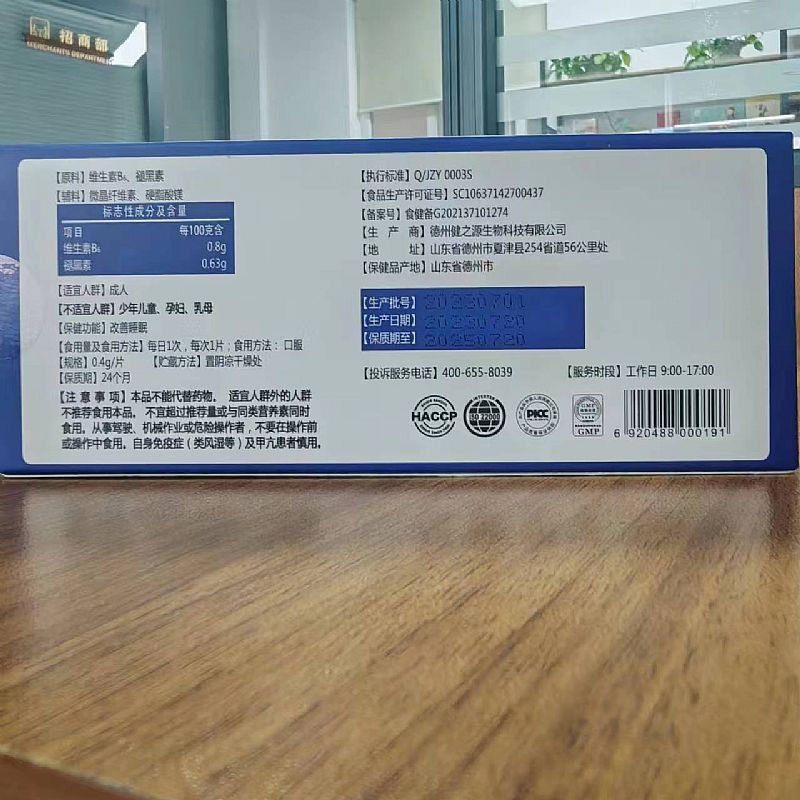 招商部
MERCHANTS DEPARTMENT
【原料】维生素B₆、褪黑素
【辅料】微晶纤维素、硬脂酸镁
标志性成分及含量
项目 每100克含
维生素B₆ 0.8g
褪黑素 0.63g
【适宜人群】成人
【不适宜人群】少年儿童、孕妇、乳母
【保健功能】改善睡眠
【食用量及食用方法】每日1次，每次1片；食用方法：口服
【规格】0.4g/片 【贮藏方法】置阴凉干燥处
【保质期】24个月
【注意事项】本品不能代替药物。适宜人群外的人群
不推荐食用本品。不宜超过推荐量或与同类营养素同时
食用。从事驾驶、机械作业或危险操作者，不要在操作前
或操作中食用。自身免疫症（类风湿等）及甲亢患者慎用。
【执行标准】Q/JZY 0003S
【食品生产许可证号】SC10637142700437
【备案号】食健备G202137101274
【生产商】德州健之源生物科技有限公司
【地址】山东省德州市夏津县254省道56公里处
【保健品产地】山东省德州市
【生产批号】20230701
【生产日期】20230720
【保质期至】20250720
【投诉服务电话】400-655-8039 【服务时段】工作日 9:00-17:00
HACCP
ISO 22000
PICC
GMP
GMP
6 920488 000191